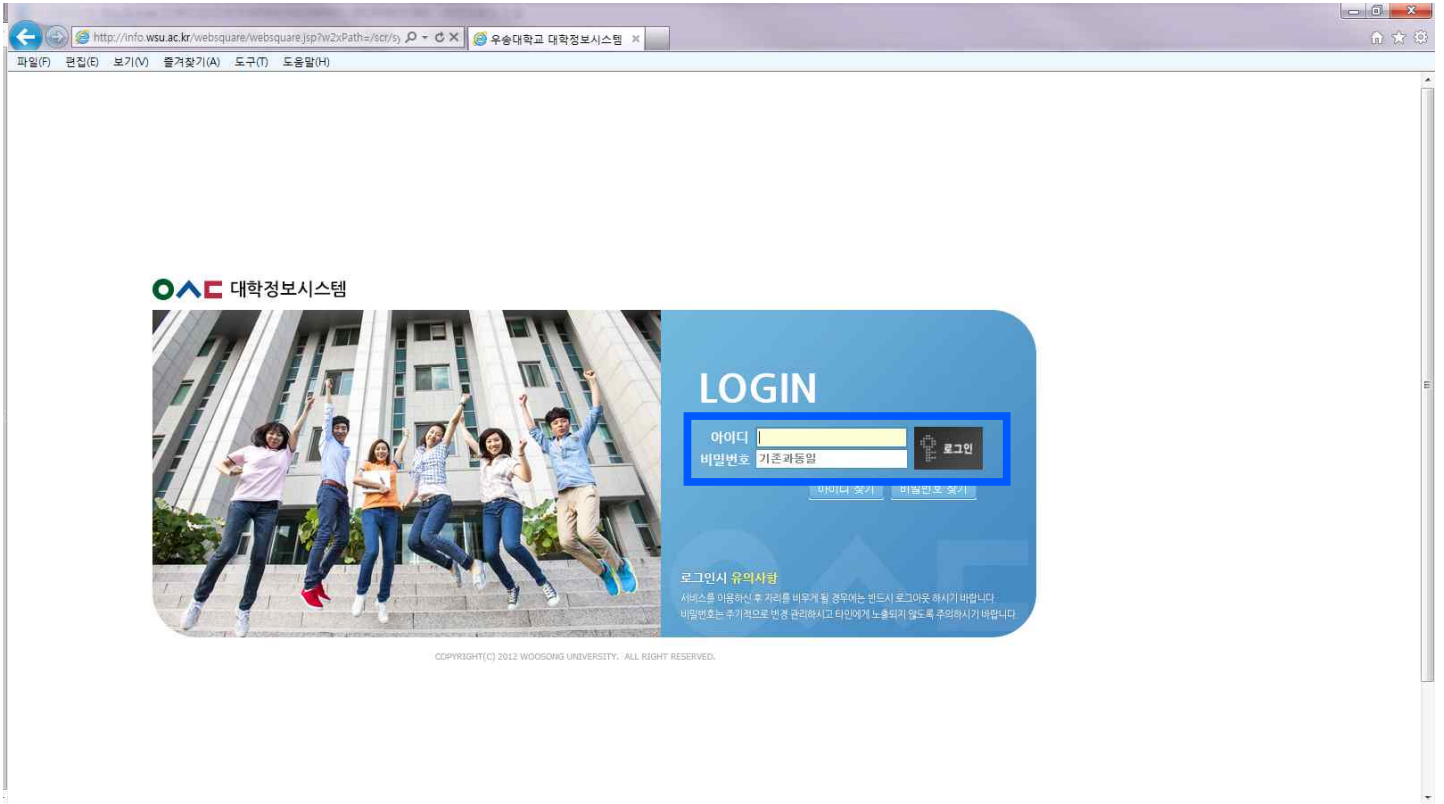 http://info.wsu.ac.kr/websquare/websquare.jsp?w2xPath=/scr/sy
우송대학교 대학정보시스템
파일(F) 편집(E) 보기(V) 즐겨찾기(A) 도구(T) 도움말(H)
대학정보시스템
LOGIN
아이디
비밀번호 기존과동일
로그인
아이디 찾기 비밀번호 찾기
로그인시 유의사항
서비스를 이용하신 후 자리를 비우게 될 경우에는 반드시 로그아웃 하시기 바랍니다
비밀번호는 주기적으로 변경 관리하시고 타인에게 노출되지 않도록 주의하시기 바랍니다.
COPYRIGHT(C) 2012 WOOSONG UNIVERSITY. ALL RIGHT RESERVED.